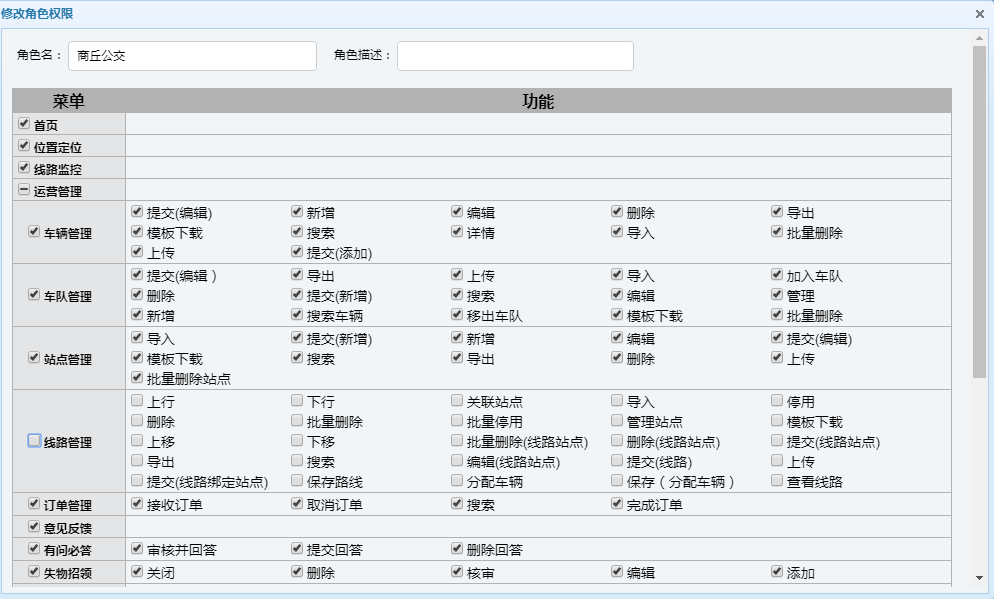 修改角色权限
角色名： 商丘公交 角色描述：
菜单 功能
首页
位置定位
线路监控
运营管理
车辆管理 提交(编辑) 新增 编辑 删除 导出
模板下载 搜索 详情 导入 批量删除
上传 提交(添加)
车队管理 提交(编辑 ) 导出 上传 导入 加入车队
删除 提交(新增) 搜索 编辑 管理
新增 搜索车辆 移出车队 模板下载 批量删除
站点管理 导入 提交(新增) 新增 编辑 提交(编辑)
模板下载 搜索 导出 删除 上传
批量删除站点
线路管理 上行 下行 关联站点 导入 停用
删除 批量删除 批量停用 管理站点 模板下载
上移 下移 批量删除(线路站点) 删除(线路站点) 提交(线路站点)
导出 搜索 编辑(线路站点) 提交(线路) 上传
提交(线路绑定站点) 保存路线 分配车辆 保存（分配车辆） 查看线路
订单管理 接收订单 取消订单 搜索 完成订单
意见反馈
有问必答 审核并回答 提交回答 删除回答
失物招领 关闭 删除 核审 编辑 添加